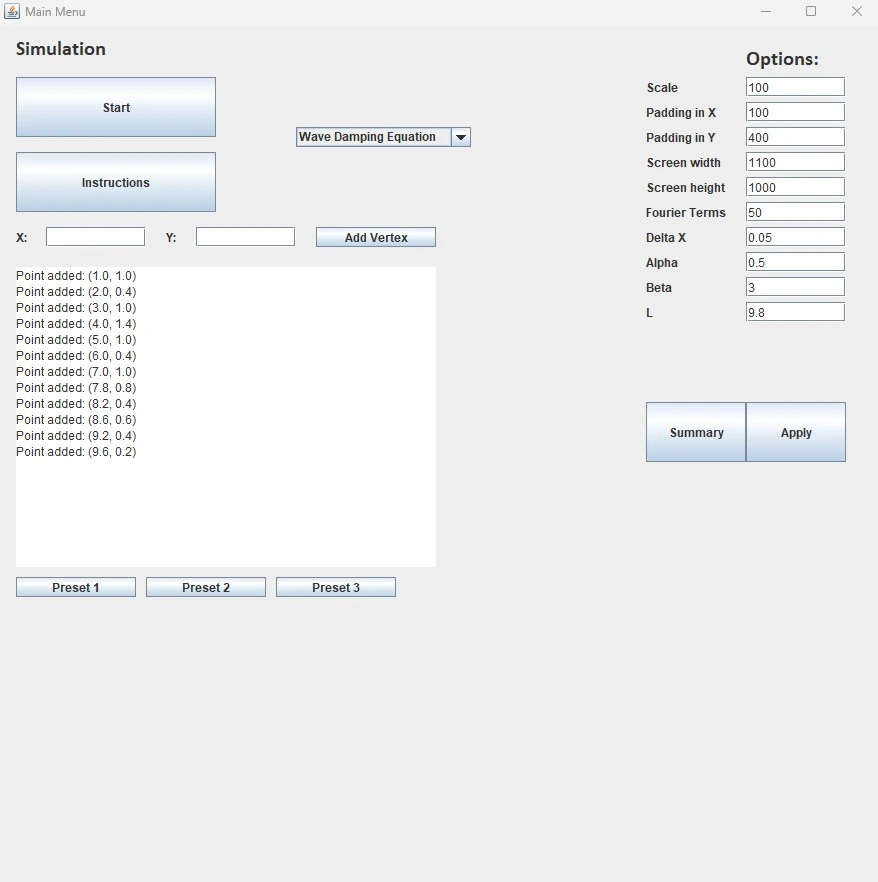 Main Menu
Simulation
Options:
Start
Instructions
Wave Damping Equation
X:
Y:
Add Vertex
Point added: (1.0, 1.0)
Point added: (2.0, 0.4)
Point added: (3.0, 1.0)
Point added: (4.0, 1.4)
Point added: (5.0, 1.0)
Point added: (6.0, 0.4)
Point added: (7.0, 1.0)
Point added: (7.8, 0.8)
Point added: (8.2, 0.4)
Point added: (8.6, 0.6)
Point added: (9.2, 0.4)
Point added: (9.6, 0.2)
Preset 1 Preset 2 Preset 3
Scale 100
Padding in X 100
Padding in Y 400
Screen width 1100
Screen height 1000
Fourier Terms 50
Delta X 0.05
Alpha 0.5
Beta 3
L 9.8
Summary Apply